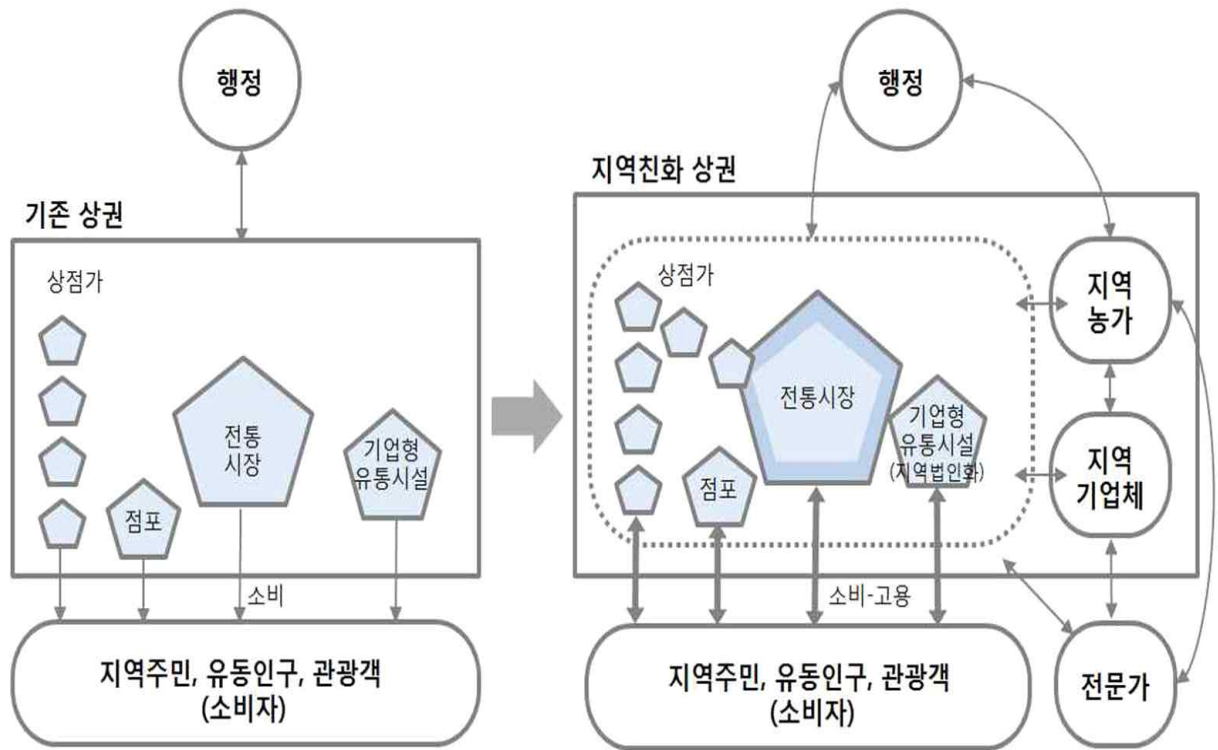 행정
기존 상권
상점가
점포
전통
시장
기업형
유통시설
소비
지역주민, 유동인구, 관광객
(소비자)
행정
지역친화 상권
상점가
점포
전통시장
기업형
유통시설
(지역법인화)
지역
농가
지역
기업체
소비-고용
지역주민, 유동인구, 관광객
(소비자)
전문가